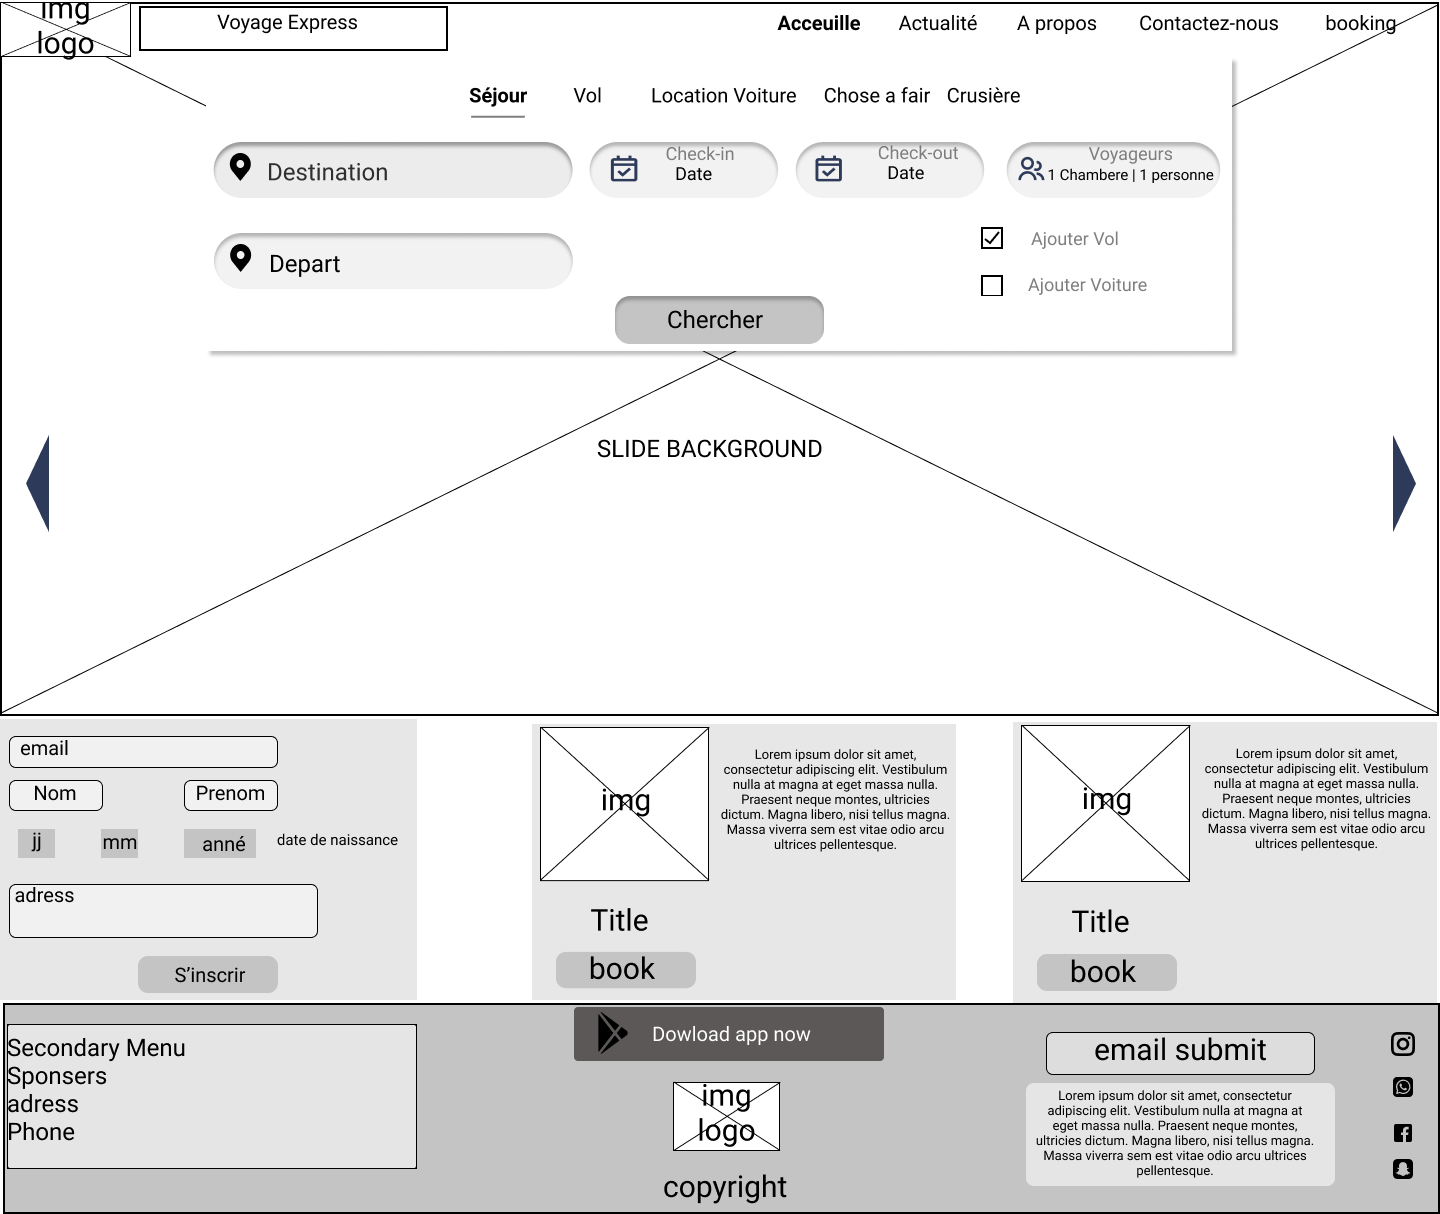 img
logo
Voyage Express
Acceuille Actualité A propos Contactez-nous booking
Séjour Vol Location Voiture Chose a fair Crusière
Destination
Check-in
Date
Check-out
Date
Voyageurs
1 Chambere | 1 personne
Depart
Ajouter Vol
Ajouter Voiture
Chercher
SLIDE BACKGROUND
email
Nom Prenom
jj mm anné date de naissance
adress
S'inscrir
img
Lorem ipsum dolor sit amet,
consectetur adipiscing elit. Vestibulum
nulla at magna at eget massa nulla.
Praesent neque montes, ultricies
dictum. Magna libero, nisi tellus magna.
Massa viverra sem est vitae odio arcu
ultrices pellentesque.
Title
book
img
Lorem ipsum dolor sit amet,
consectetur adipiscing elit. Vestibulum
nulla at magna at eget massa nulla.
Praesent neque montes, ultricies
dictum. Magna libero, nisi tellus magna.
Massa viverra sem est vitae odio arcu
ultrices pellentesque.
Title
book
Secondary Menu
Sponsers
adress
Phone
Dowload app now
img
logo
copyright
email submit
Lorem ipsum dolor sit amet, consectetur
adipiscing elit. Vestibulum nulla at magna at
eget massa nulla. Praesent neque montes,
ultricies dictum. Magna libero, nisi tellus magna.
Massa viverra sem est vitae odio arcu ultrices
pellentesque.